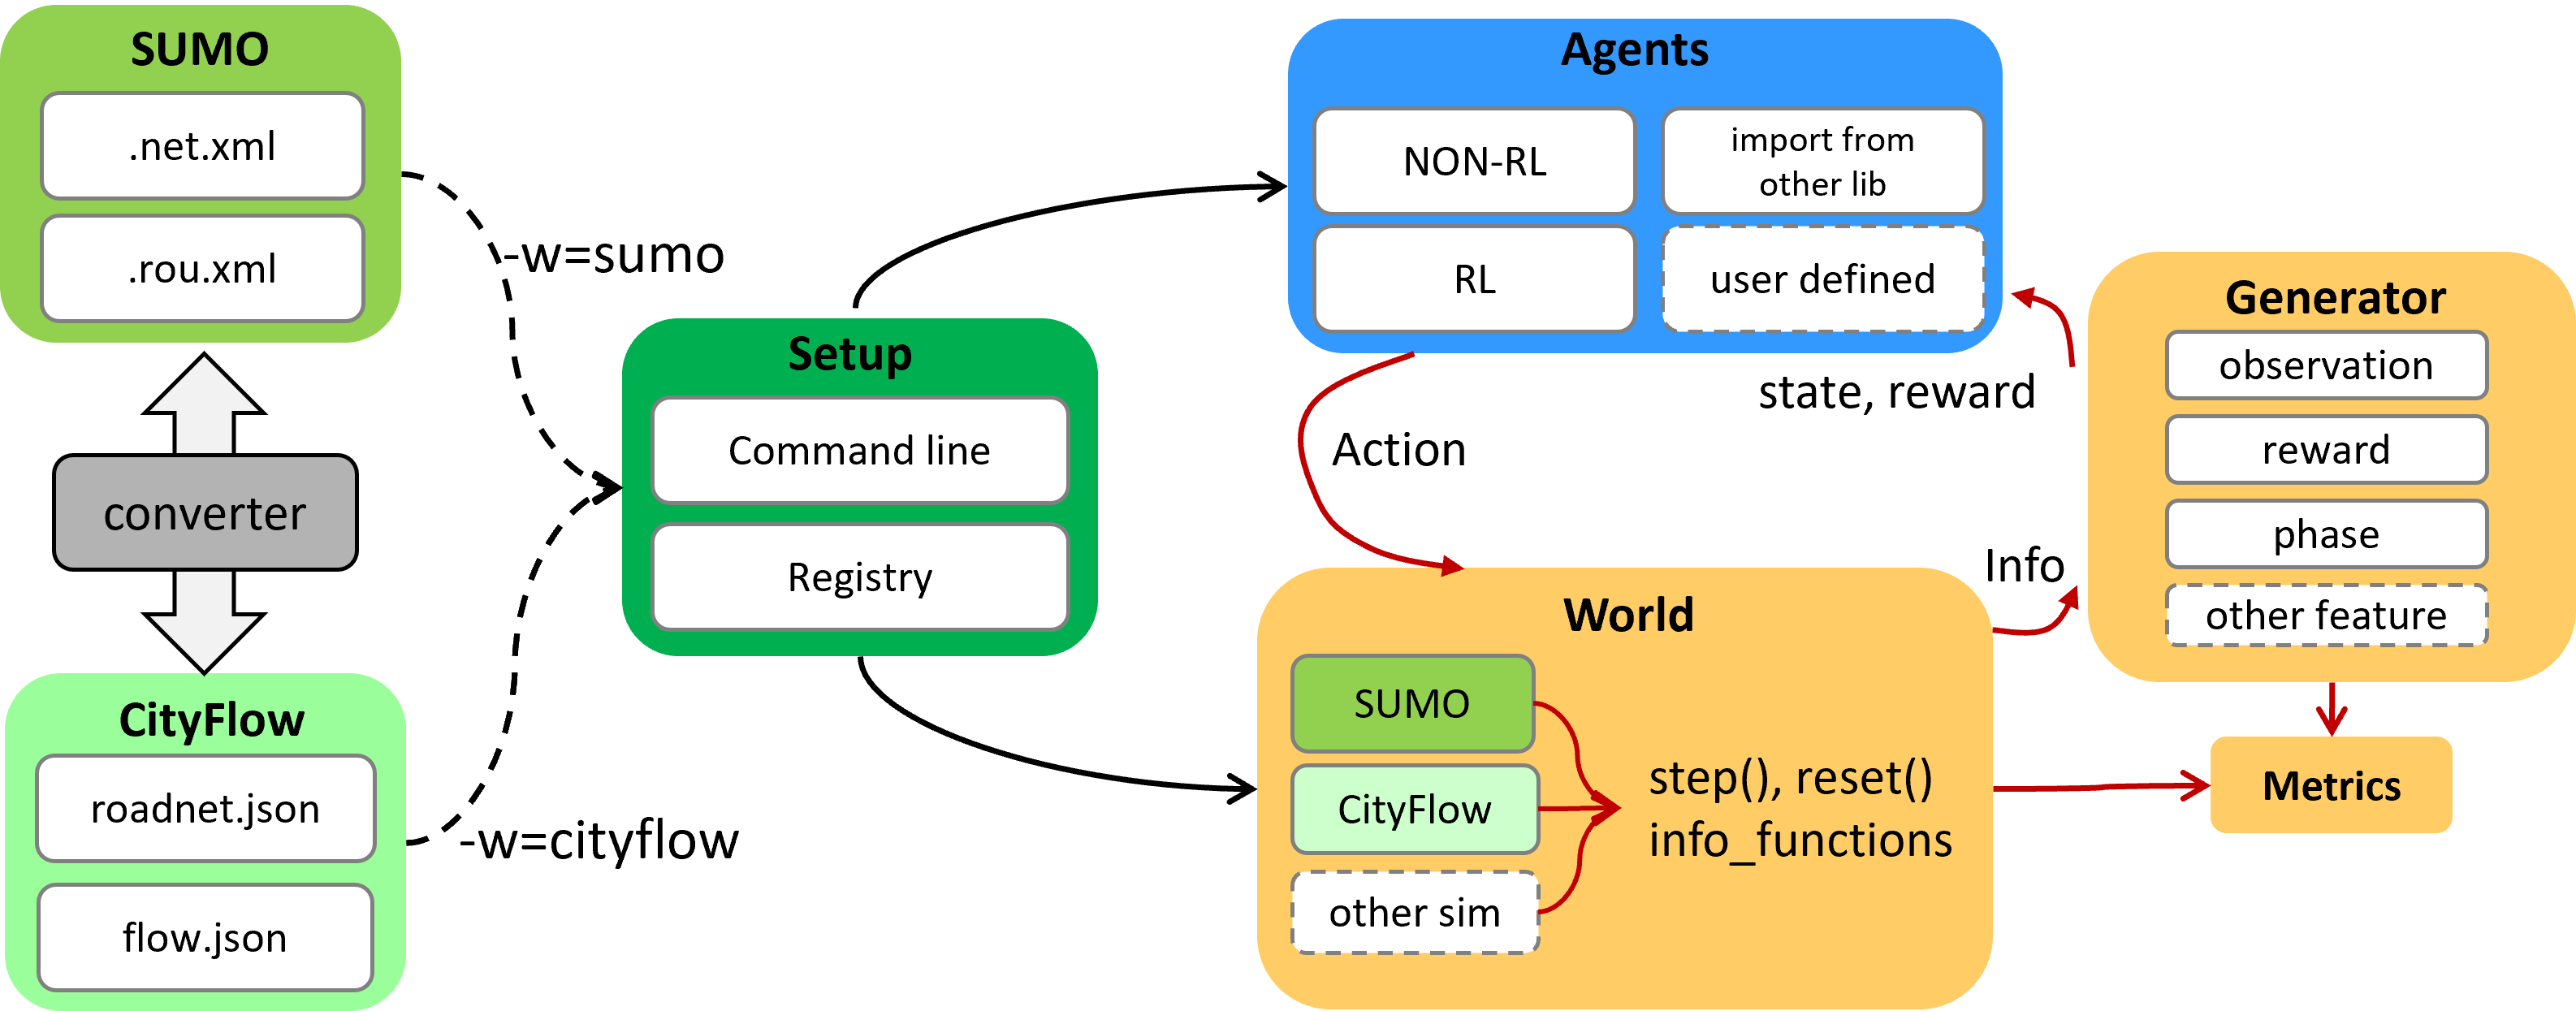 SUMO
.net.xml
.rou.xml
converter
CityFlow
roadnet.json
flow.json
-w=sumo
-w=cityflow
Setup
Command line
Registry
Agents
NON-RL
import from
other lib
RL
user defined
Action
state, reward
World
SUMO
CityFlow
other sim
step(), reset()
info_functions
Info
Generator
observation
reward
phase
other feature
Metrics